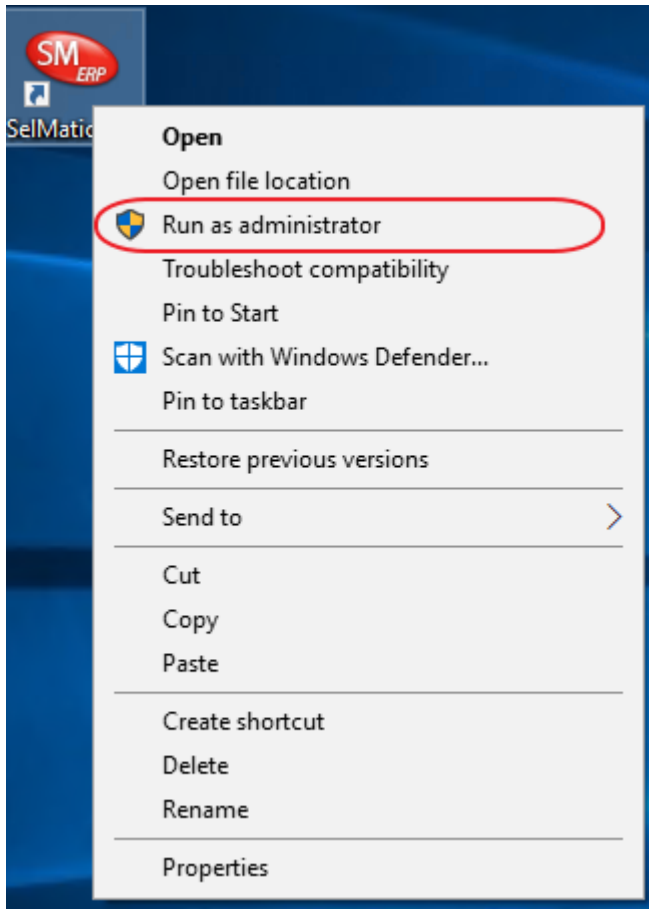 SM
ERP
SelMatic
Open
Open file location
Run as administrator
Troubleshoot compatibility
Pin to Start
Scan with Windows Defender...
Pin to taskbar
Restore previous versions
Send to
Cut
Copy
Paste
Create shortcut
Delete
Rename
Properties